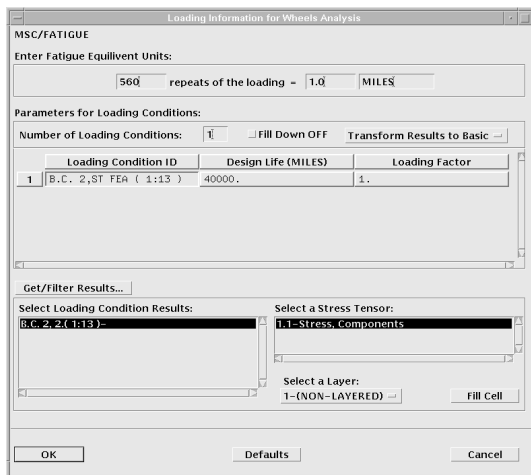 Loading Information for Wheels Analysis
MSC/FATIGUE
Enter Fatigue Equilivent Units:
560 repeats of the loading = 1.0 MILES
Parameters for Loading Conditions:
Number of Loading Conditions: 1 Fill Down OFF Transform Results to Basic
Loading Condition ID Design Life (MILES) Loading Factor
1 B.C. 2,ST FEA ( 1:13 ) 40000. 1.
Get/Filter Results...
Select Loading Condition Results: Select a Stress Tensor:
B.C. 2, 2.( 1:13 )- 1.1-Stress, Components
Select a Layer:
1-(NON-LAYERED) Fill Cell
OK Defaults Cancel